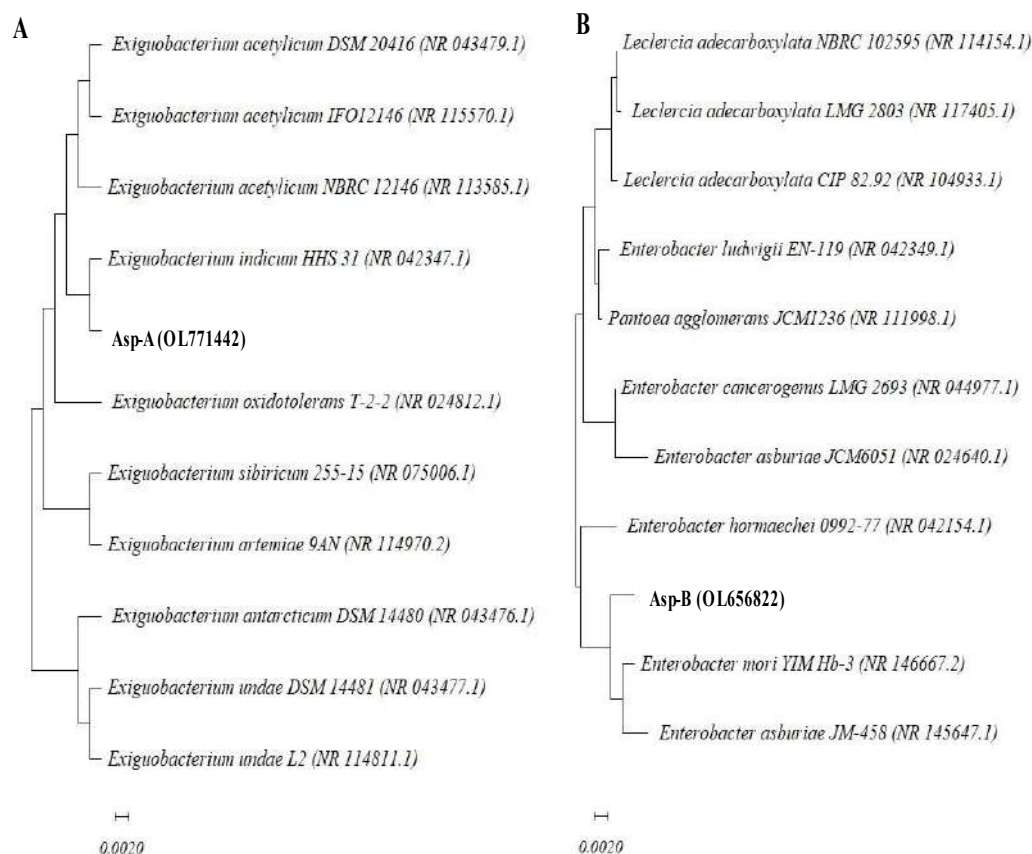 A
Exiguobacterium acetylicum DSM 20416 (NR 043479.1)
Exiguobacterium acetylicum IFO12146 (NR 115570.1)
Exiguobacterium acetylicum NBRC 12146 (NR 113585.1)
Exiguobacterium indicum HHS 31 (NR 042347.1)
Asp-A (OL771442)
Exiguobacterium oxidotolerans T-2-2 (NR 024812.1)
Exiguobacterium sibiricum 255-15 (NR 075006.1)
Exiguobacterium artemiae 9AN (NR 114970.2)
Exiguobacterium antarcticum DSM 14480 (NR 043476.1)
Exiguobacterium undae DSM 14481 (NR 043477.1)
Exiguobacterium undae L2 (NR 114811.1)
0.0020
B
Leclercia adecarboxylata NBRC 102595 (NR 114154.1)
Leclercia adecarboxylata LMG 2803 (NR 117405.1)
Leclercia adecarboxylata CIP 82.92 (NR 104933.1)
Enterobacter ludwigii EN-119 (NR 042349.1)
Pantoea agglomerans JCM1236 (NR 111998.1)
Enterobacter cancerogenus LMG 2693 (NR 044977.1)
Enterobacter asburiae JCM6051 (NR 024640.1)
Enterobacter hormaechei 0992-77 (NR 042154.1)
Asp-B (OL656822)
Enterobacter mori YIM Hb-3 (NR 146667.2)
Enterobacter asburiae JM-458 (NR 145647.1)
0.0020